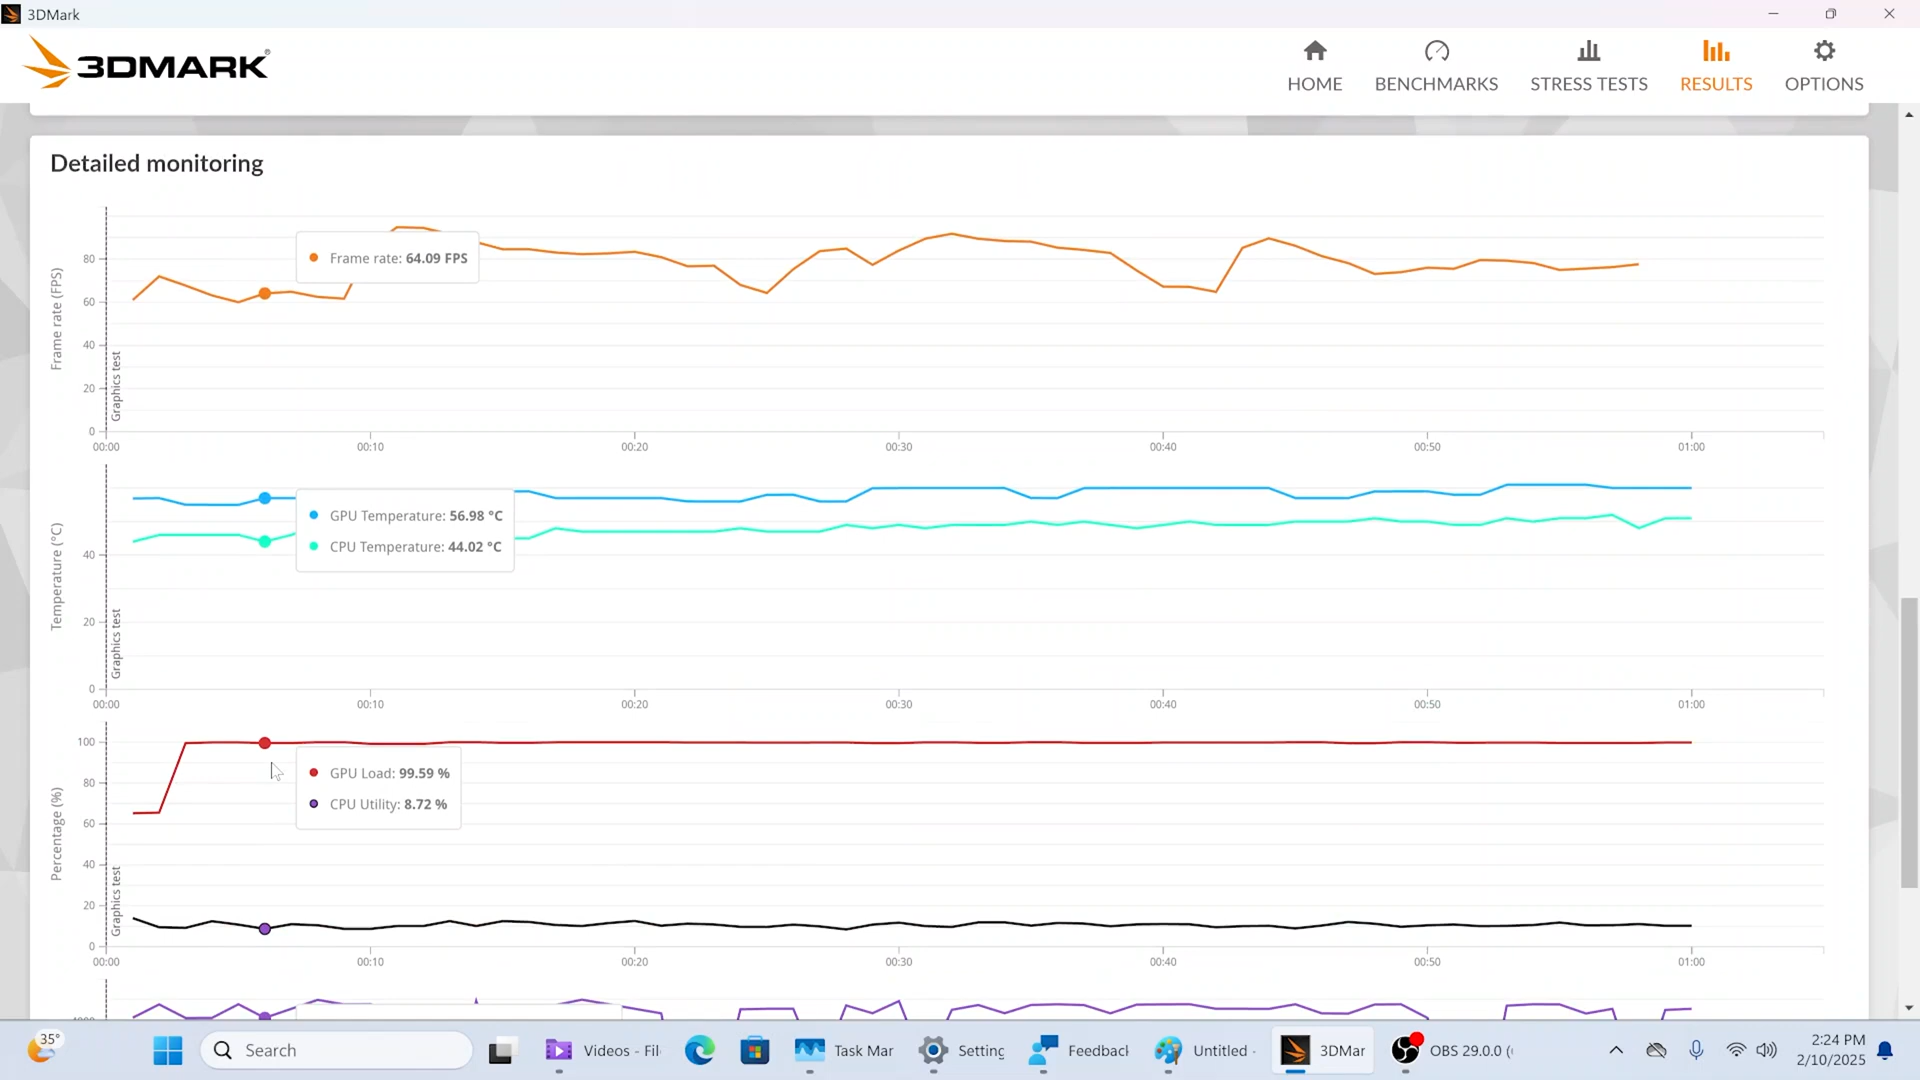 3DMark
3DMARK®
HOME
BENCHMARKS
STRESS TESTS
RESULTS
OPTIONS
Detailed monitoring
Frame rate (FPS)
80
60
40
20
0
Graphics test
Frame rate: 64.09 FPS
00:00
00:10
00:20
00:30
00:40
00:50
01:00
Temperature (°C)
40
20
0
Graphics test
GPU Temperature: 56.98 °C
CPU Temperature: 44.02 °C
00:00
00:10
00:20
00:30
00:40
00:50
01:00
Percentage (%)
100
80
60
40
20
0
Graphics test
GPU Load: 99.59 %
CPU Utility: 8.72 %
00:00
00:10
00:20
00:30
00:40
00:50
01:00
35°
Search
Videos - Fil
Task Mar
Setting
Feedback
Untitled -
3DMar
OBS 29.0.0 (
2:24 PM
2/10/2025